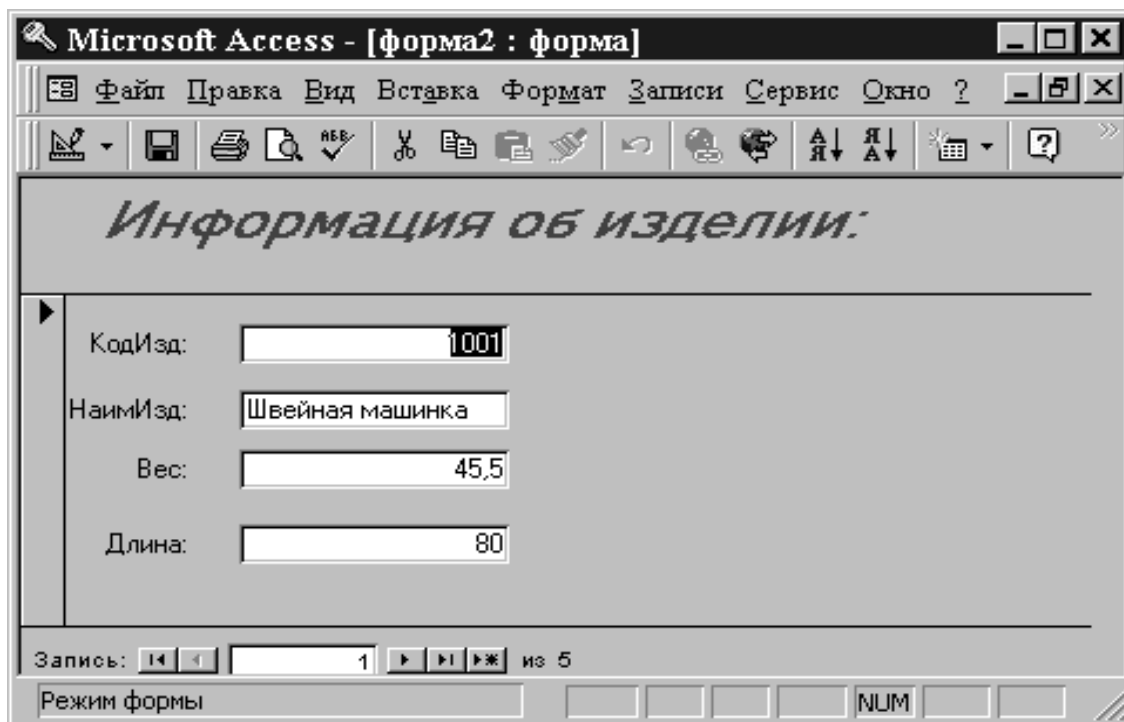 Microsoft Access - [форма2 : форма]
Файл Правка Вид Вставка Формат Записи Сервис Окно ?
Информация об изделии:
КодИзд: 1001
НаимИзд: Швейная машинка
Вес: 45,5
Длина: 80
Запись: 1 из 5
Режим формы NUM